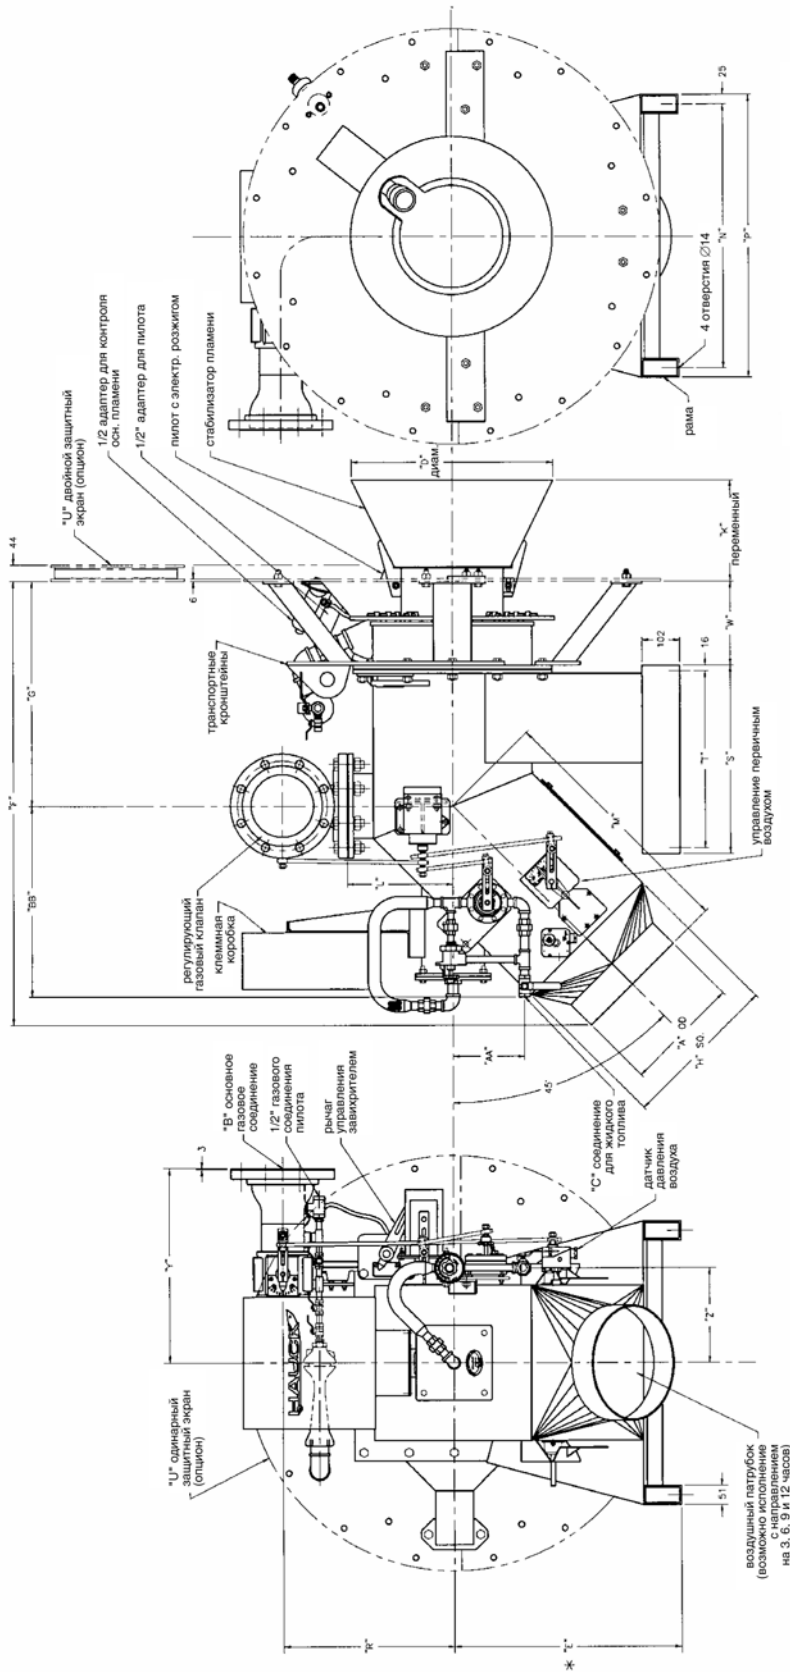 25
"N"
"P"
4 отверстия Ø14
рама
"U" двойной защитный
экран (опцион)
1/2 адаптер для контроля
осн. пламени
1/2" адаптер для пилота
пилот с электр. розжигом
стабилизатор пламени
44
6
"D"
диам.
"K"
переменный
"F"
"G"
"BB"
транспортные
кронштейны
"W"
102
16
"T"
"S"
регулирующий
газовый клапан
клеммная
коробка
"L"
"M"
управление первичным
воздухом
"AA"
45°
"A" OD
"H" SQ.
"B" основное
газовое
соединение
1/2" газового
соединения
пилота
рычаг
управления
завихрителем
"C" соединение
для жидкого
топлива
датчик
давления
воздуха
3
"Y"
"Z"
HAUCK
"U" одинарный
защитный экран
(опцион)
51
воздушный патрубок
(возможно исполнение
с направлением
на 3, 6, 9 и 12 часов)
"R"
"E"
*